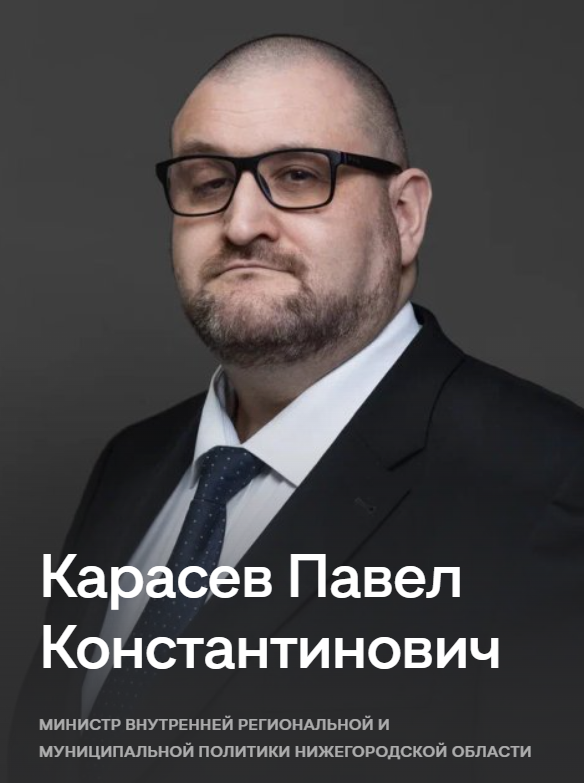 Карасев Павел
Константинович
МИНИСТР ВНУТРЕННЕЙ РЕГИОНАЛЬНОЙ И
МУНИЦИПАЛЬНОЙ ПОЛИТИКИ НИЖЕГОРОДСКОЙ ОБЛАСТИ